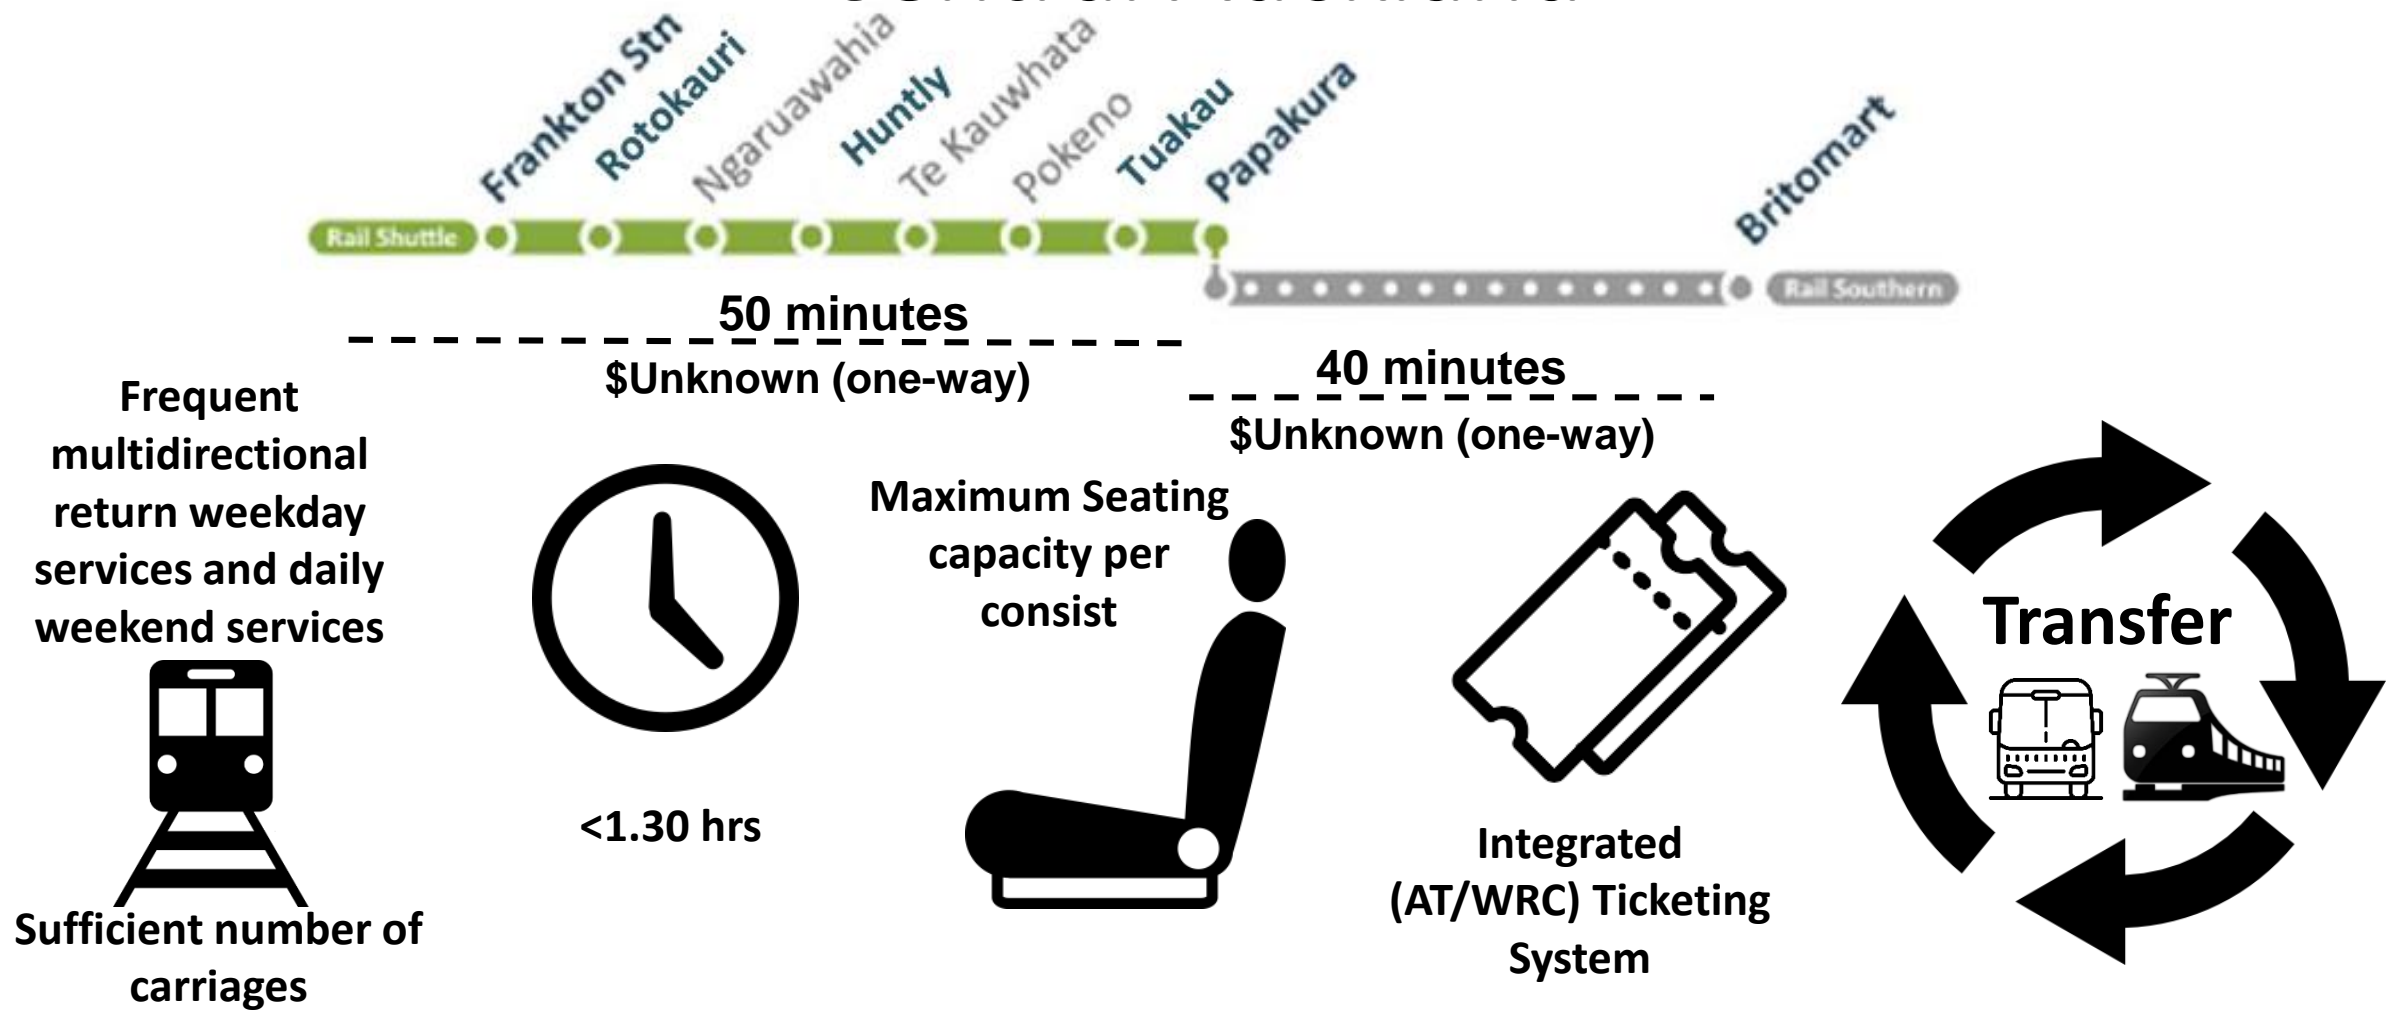 Frankton Stn
Rotokauri
Ngaruawahia
Huntly
Te Kauwhata
Pokeno
Tuakau
Papakura
Britomart
Rail Shuttle
Rail Southern
50 minutes
$Unknown (one-way)
40 minutes
$Unknown (one-way)
Frequent
multidirectional
return weekday
services and daily
weekend services
Sufficient number of
carriages
<1.30 hrs
Maximum Seating
capacity per
consist
Integrated
(AT/WRC) Ticketing
System
Transfer